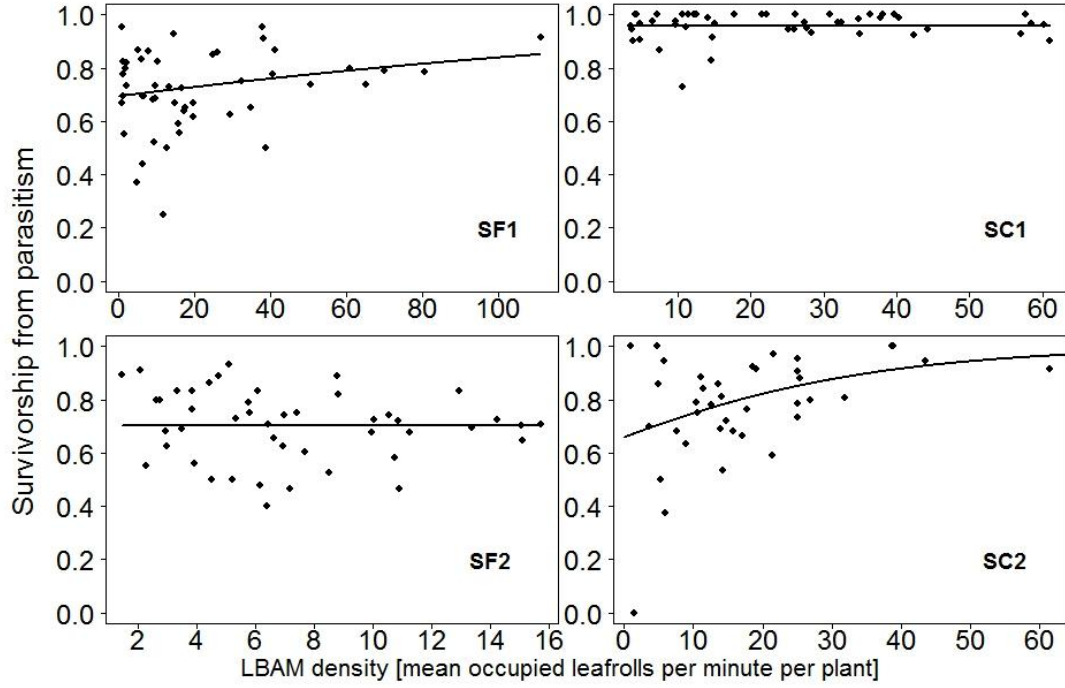 Survivorship from parasitism
1.0
0.8
0.6
0.4
0.2
0.0
0 20 40 60 80 100
SF1
1.0
0.8
0.6
0.4
0.2
0.0
10 20 30 40 50 60
SC1
1.0
0.8
0.6
0.4
0.2
0.0
2 4 6 8 10 12 14 16
SF2
1.0
0.8
0.6
0.4
0.2
0.0
0 10 20 30 40 50 60
SC2
LBAM density [mean occupied leafrolls per minute per plant]